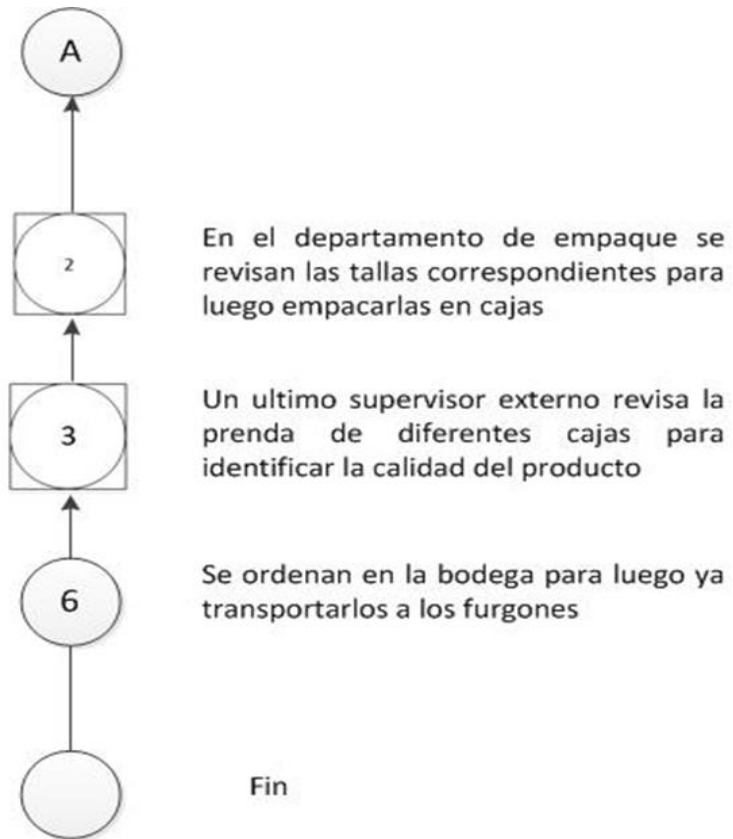 A
2
En el departamento de empaque se
revisan las tallas correspondientes para
luego empacarlas en cajas
3
Un ultimo supervisor externo revisa la
prenda de diferentes cajas para
identificar la calidad del producto
6
Se ordenan en la bodega para luego ya
transportarlos a los furgones
Fin